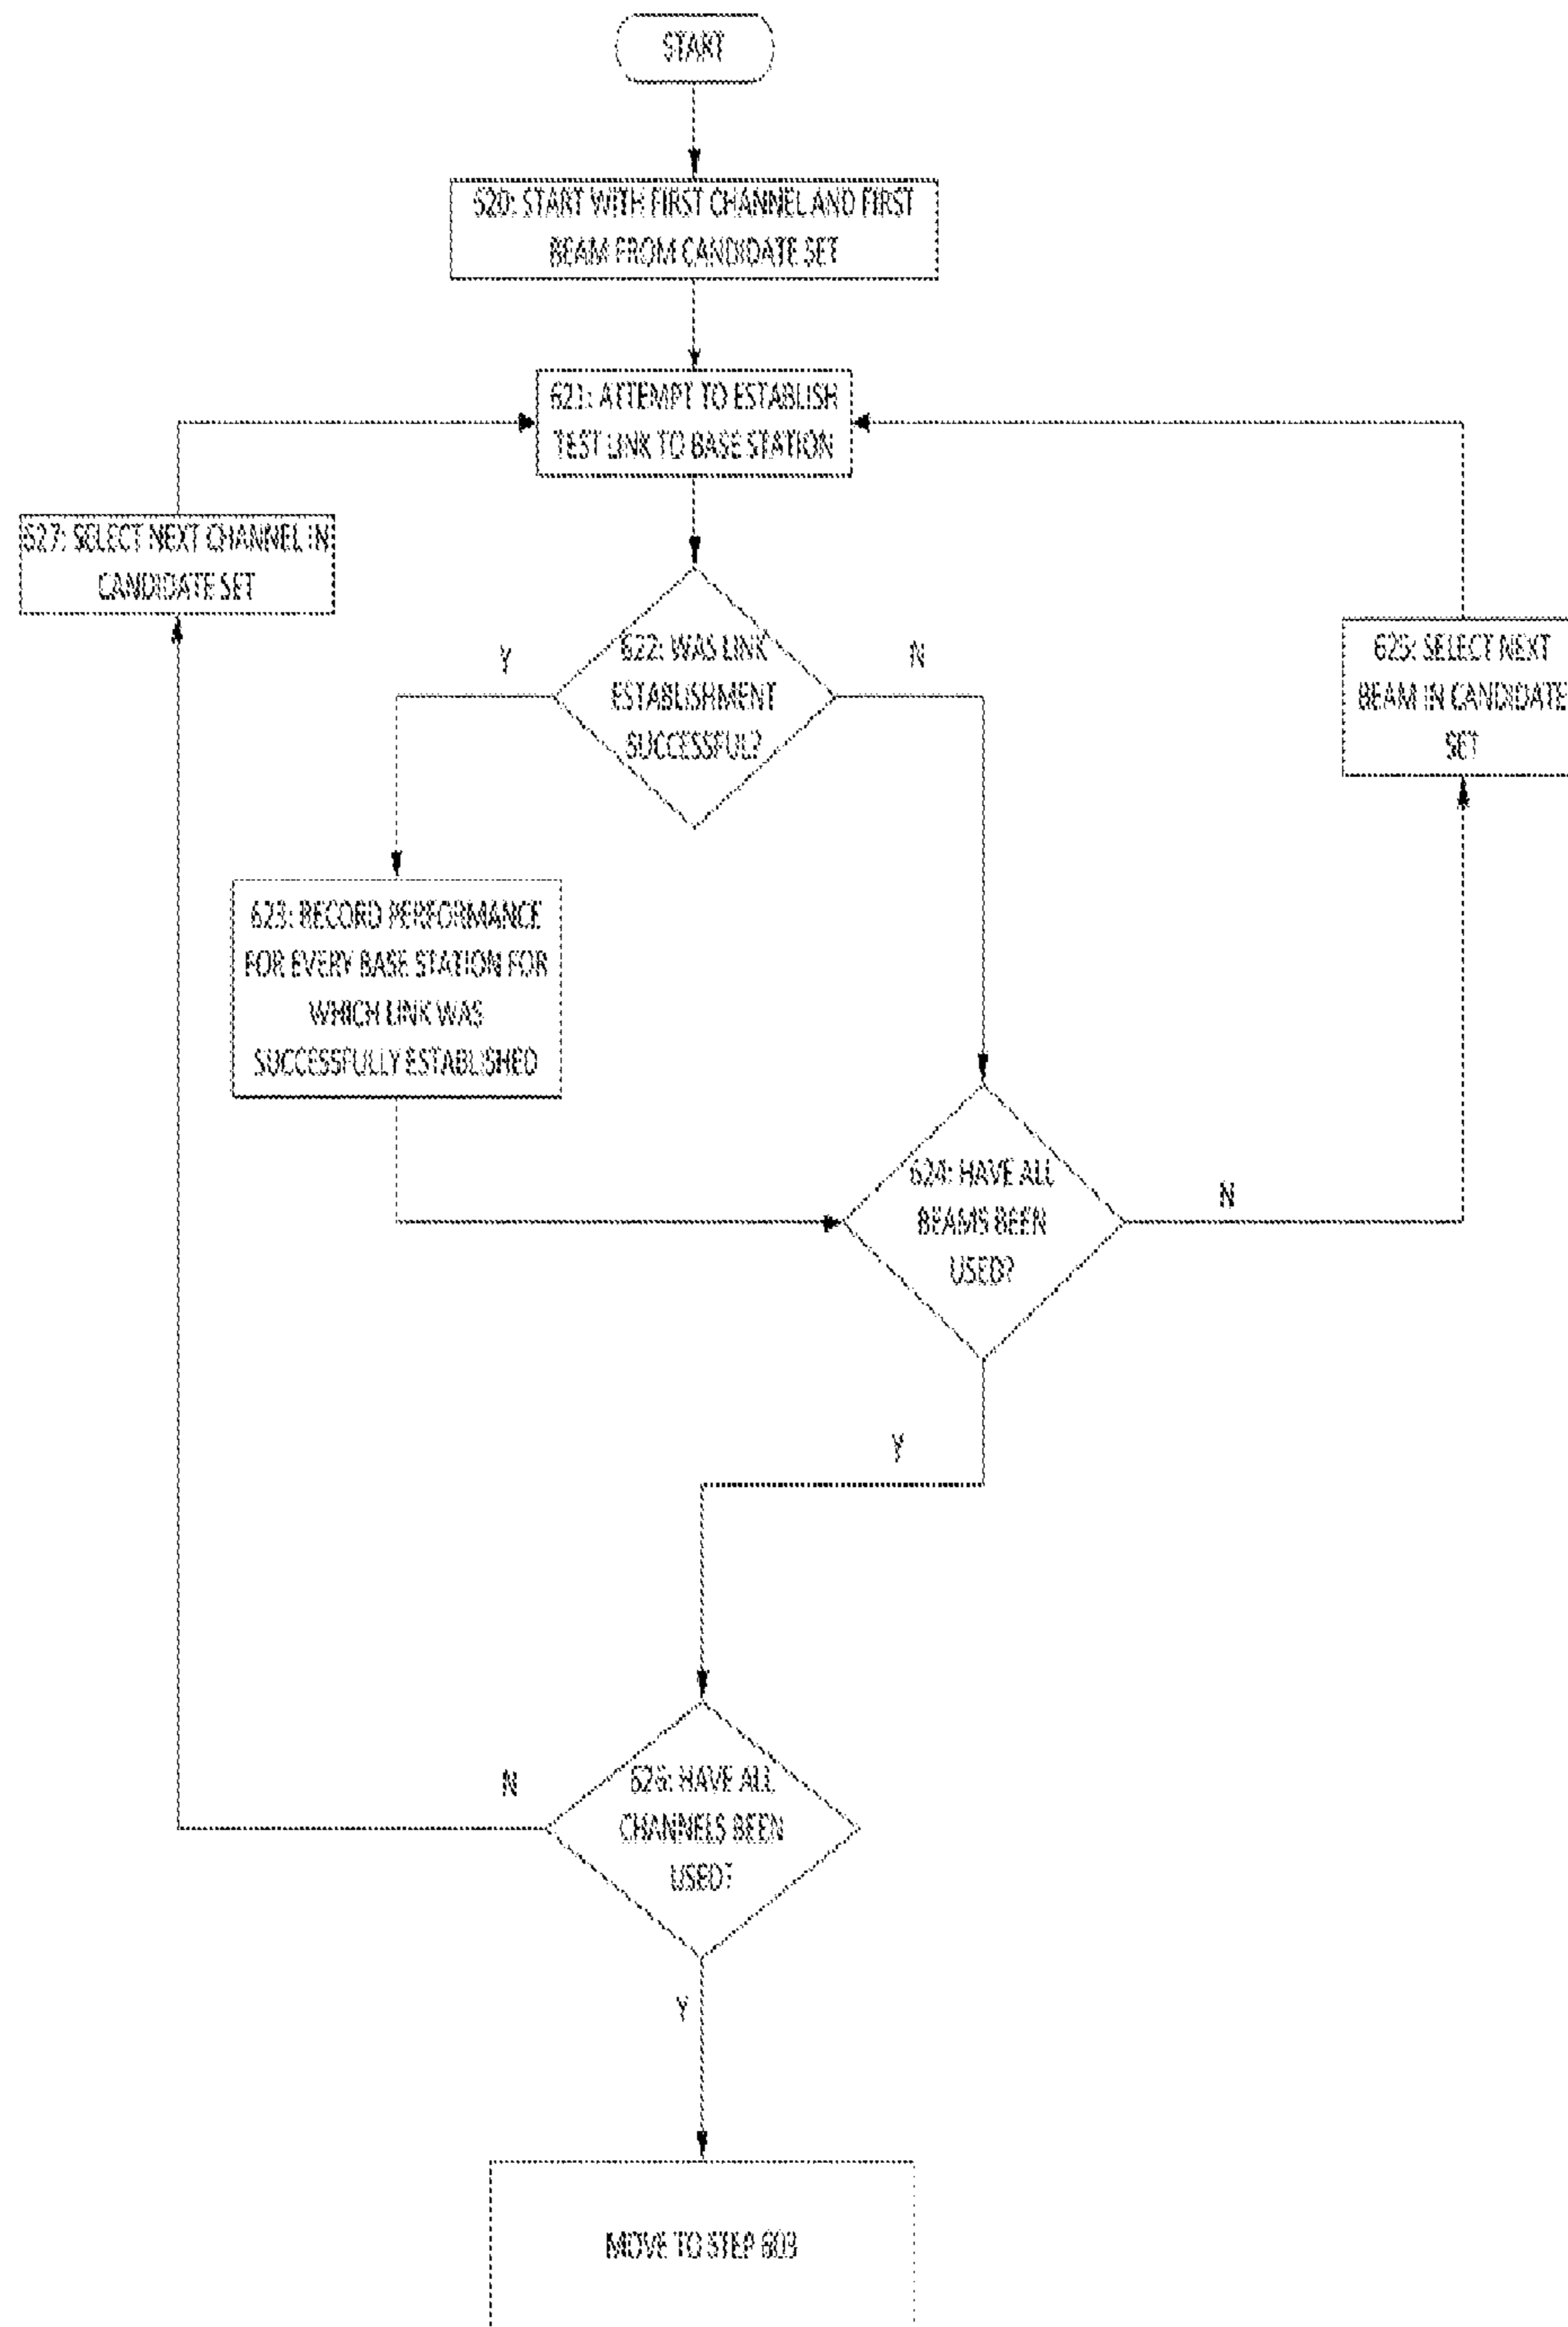 START
620: START WITH FIRST CHANNEL AND FIRST
BEAM FROM CANDIDATE SET
621: ATTEMPT TO ESTABLISH
TEST LINK TO BASE STATION
627: SELECT NEXT CHANNEL IN
CANDIDATE SET
Y
622: WAS LINK
ESTABLISHMENT
SUCCESSFUL?
N
625: SELECT NEXT
BEAM IN CANDIDATE
SET
623: RECORD PERFORMANCE
FOR EVERY BASE STATION FOR
WHICH LINK WAS
SUCCESSFULLY ESTABLISHED
624: HAVE ALL
BEAMS BEEN
USED?
N
Y
N
626: HAVE ALL
CHANNELS BEEN
USED?
Y
MOVE TO STEP 603